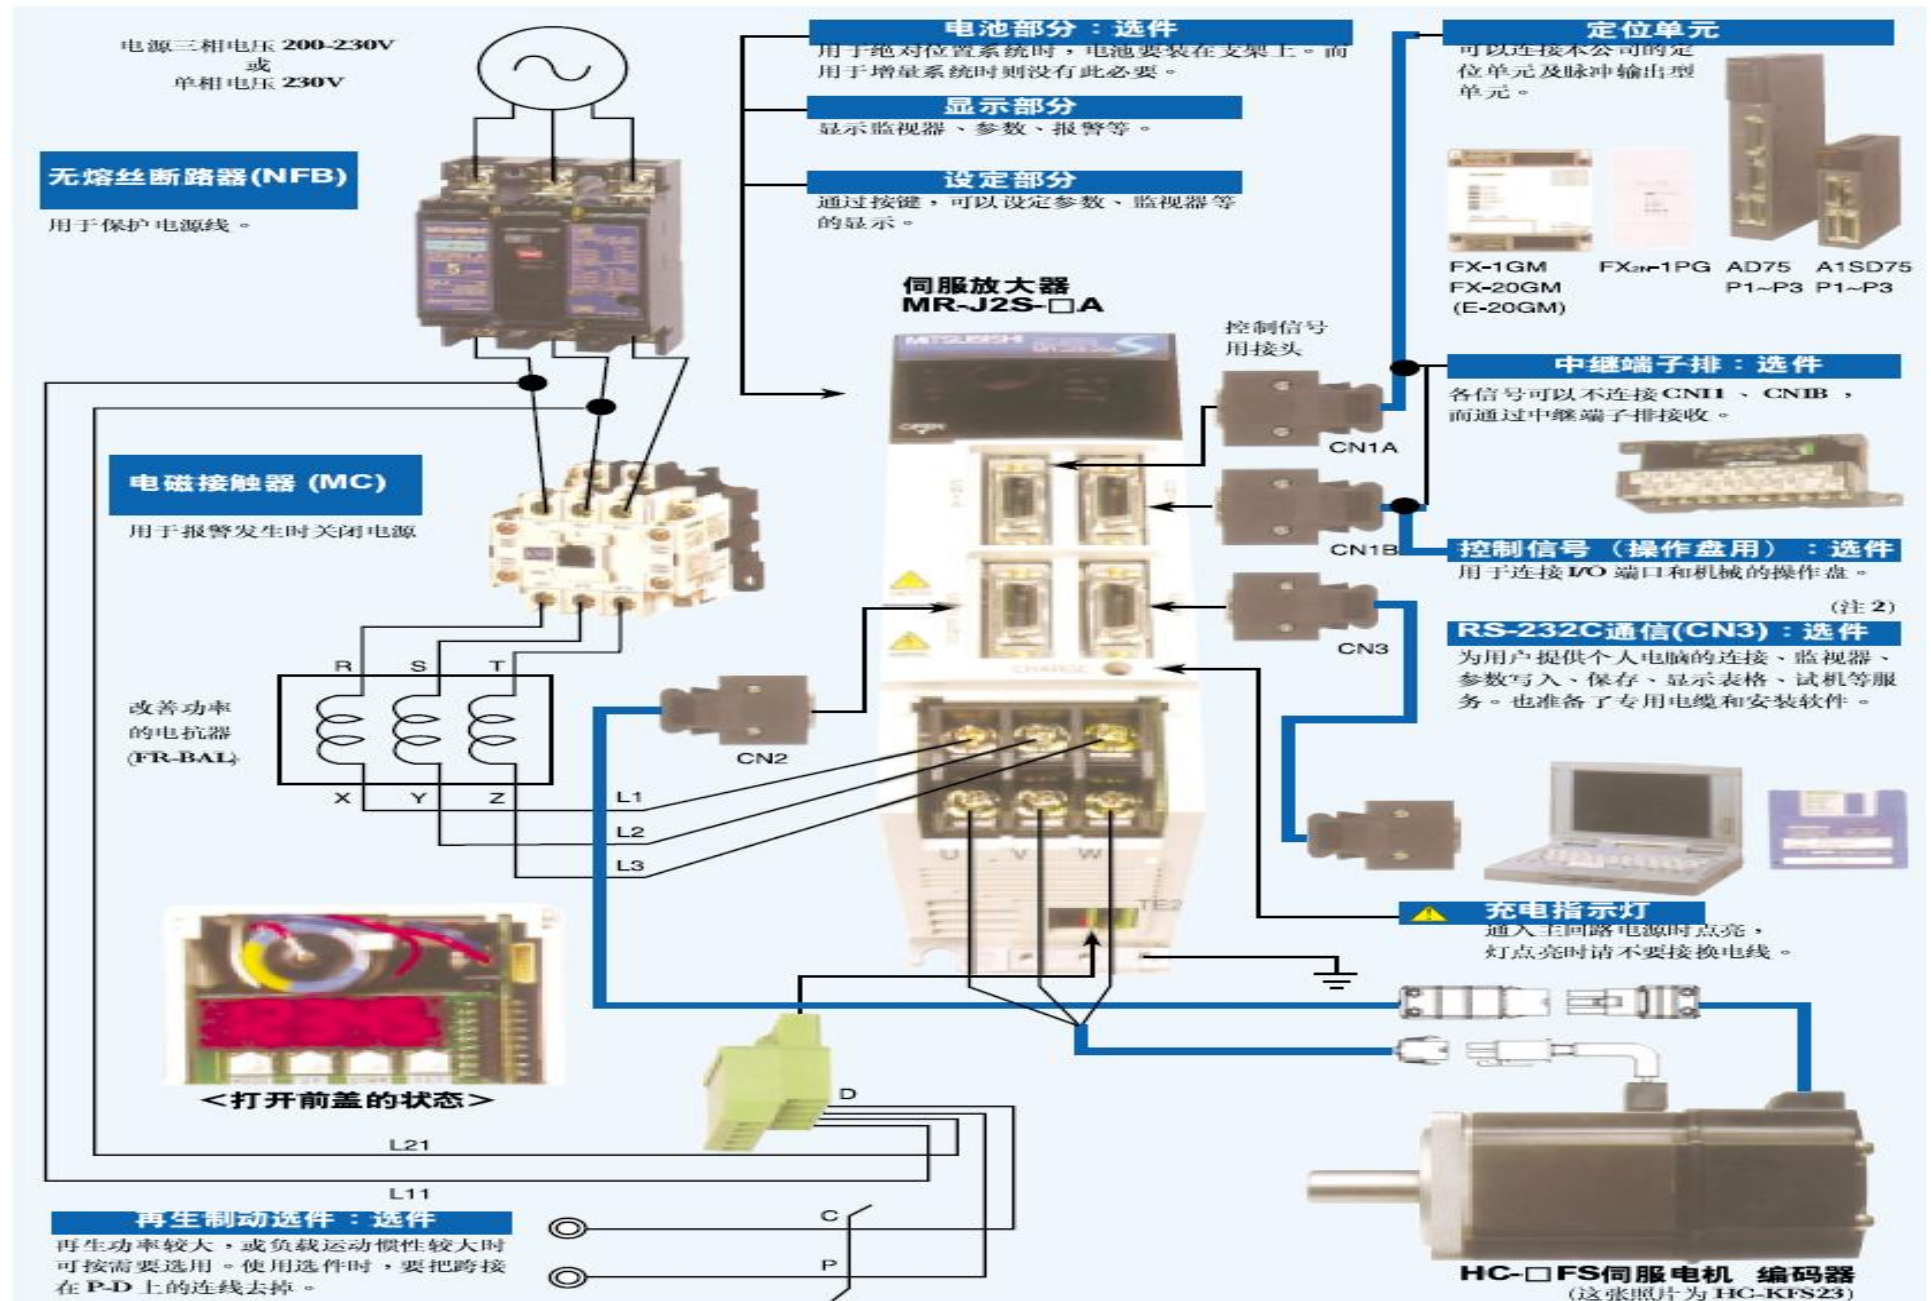 电源三相电压 200-230V
或
单相电压 230V
无熔丝断路器(NFB)
用于保护电源线。
电池部分：选件
用于绝对位置系统时，电池要装在支架上。而
用于增量系统时则没有此必要。
显示部分
显示监视器、参数、报警等。
设定部分
通过按键，可以设定参数、监视器等
的显示。
定位单元
可以连接本公司的定
位单元及脉冲输出型
单元。
FX-1GM
FX-20GM
(E-20GM)
FX2N-1PG
AD75
P1~P3
A1SD75
P1~P3
伺服放大器
MR-J2S-□A
MITSUBISHI
OPEN
控制信号
用接头
CN1A
CN1B
CN3
CN2
中继端子排：选件
各信号可以不连接CNI1、CNIB，
而通过中继端子排接收。
控制信号（操作盘用）：选件
用于连接I/O 端口和机械的操作盘。
(注 2)
RS-232C通信(CN3)：选件
为用户提供个人电脑的连接、监视器、
参数写入、保存、显示表格、试机等服
务。也准备了专用电缆和安装软件。
电磁接触器 (MC)
用于报警发生时关闭电源
R S T
改善功率
的电抗器
(FR-BAL)
X Y Z
L1
L2
L3
CHARGE
U V W
TE2
充电指示灯
通入主回路电源时点亮，
灯点亮时请不要接换电线。
<打开前盖的状态>
D
L21
L11
C
P
再生制动选件：选件
再生功率较大，或负载运动惯性较大时
可按需要选用。使用选件时，要把跨接
在 P-D 上的连线去掉。
HC-□FS伺服电机 编码器
(这张照片为 HC-KFS23)